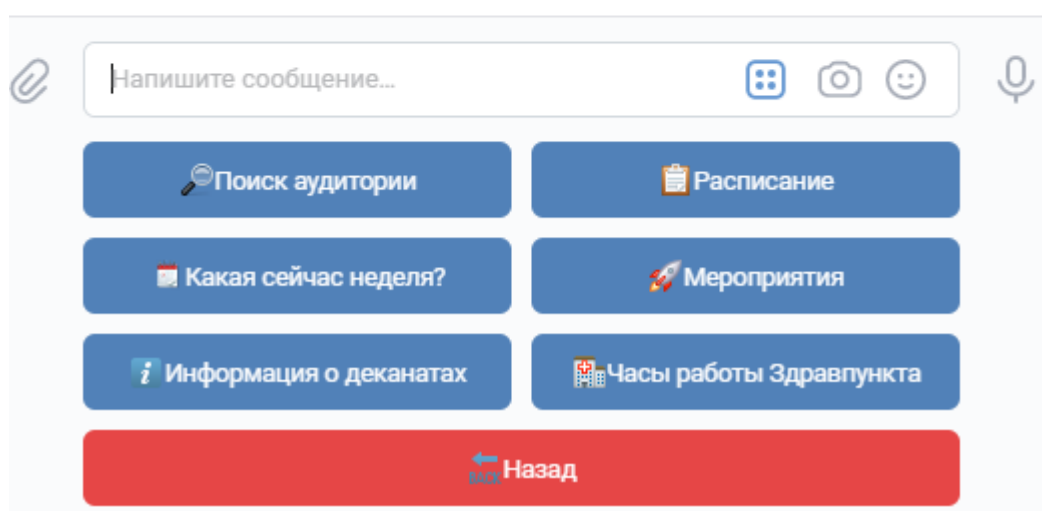 Напишите сообщение...
Поиск аудитории
Расписание
Какая сейчас неделя?
Мероприятия
Информация о деканатах
Часы работы Здравпункта
BACK Назад